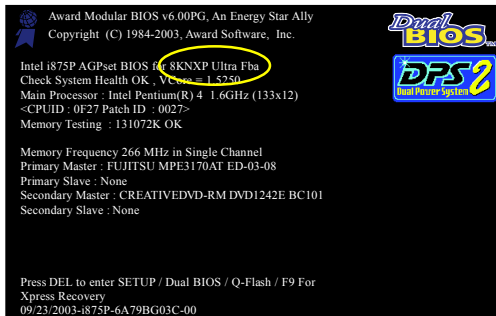 Award Modular BIOS v6.00PG, An Energy Star Ally
Copyright (C) 1984-2003, Award Software, Inc.
Dual
BIOS
TM
DPS2
Dual Power System
Intel i875P AGPset BIOS for 8KNXP Ultra Fba
Check System Health OK , VCore = 1.5250
Main Processor : Intel Pentium(R) 4 1.6GHz (133x12)
<CPUID : 0F27 Patch ID : 0027>
Memory Testing : 131072K OK
Memory Frequency 266 MHz in Single Channel
Primary Master : FUJITSU MPE3170AT ED-03-08
Primary Slave : None
Secondary Master : CREATIVEDVD-RM DVD1242E BC101
Secondary Slave : None
Press DEL to enter SETUP / Dual BIOS / Q-Flash / F9 For
Xpress Recovery
09/23/2003-i875P-6A79BG03C-00